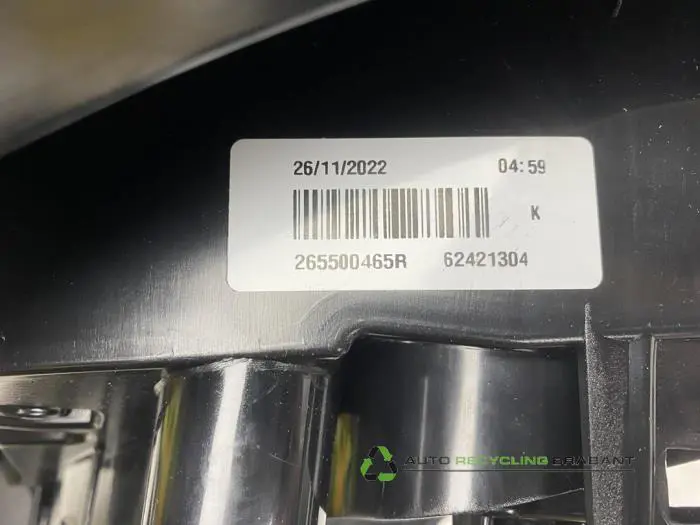 26/11/2022 04:59
K
265500465R 62421304
AUTO RECYCLING BRABANT